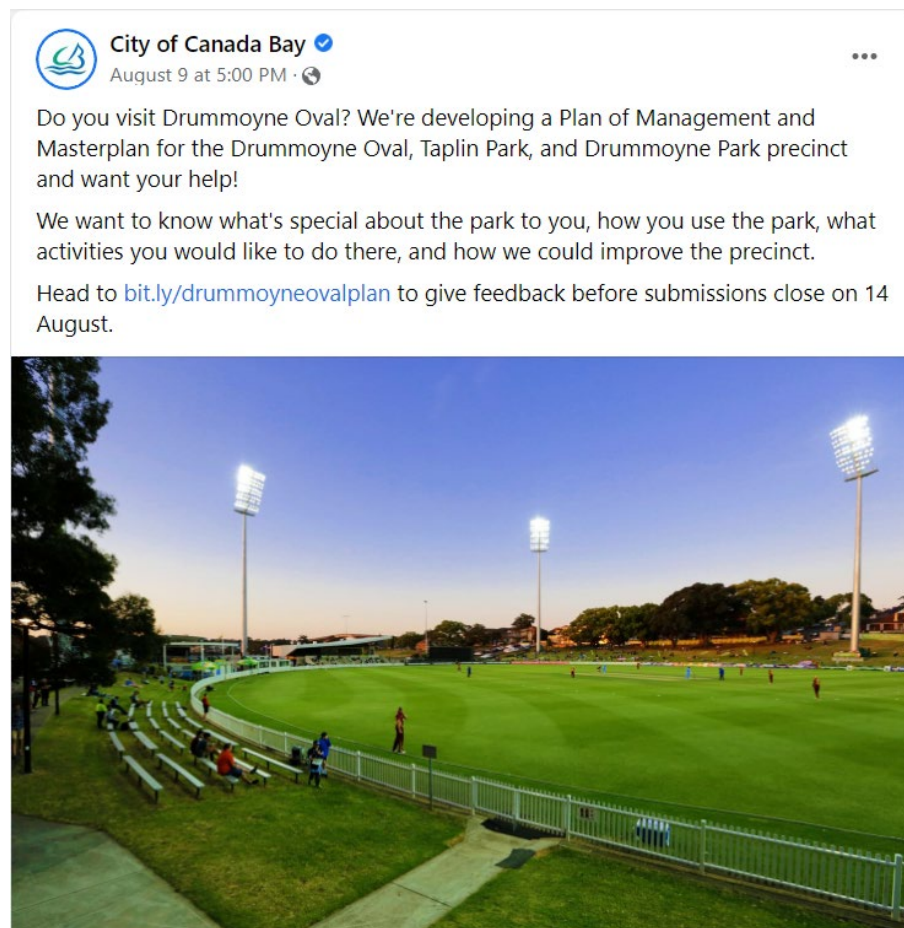 City of Canada Bay
August 9 at 5:00 PM ·
Do you visit Drummoyne Oval? We're developing a Plan of Management and
Masterplan for the Drummoyne Oval, Taplin Park, and Drummoyne Park precinct
and want your help!
We want to know what's special about the park to you, how you use the park, what
activities you would like to do there, and how we could improve the precinct.
Head to bit.ly/drummoyneovalplan to give feedback before submissions close on 14
August.